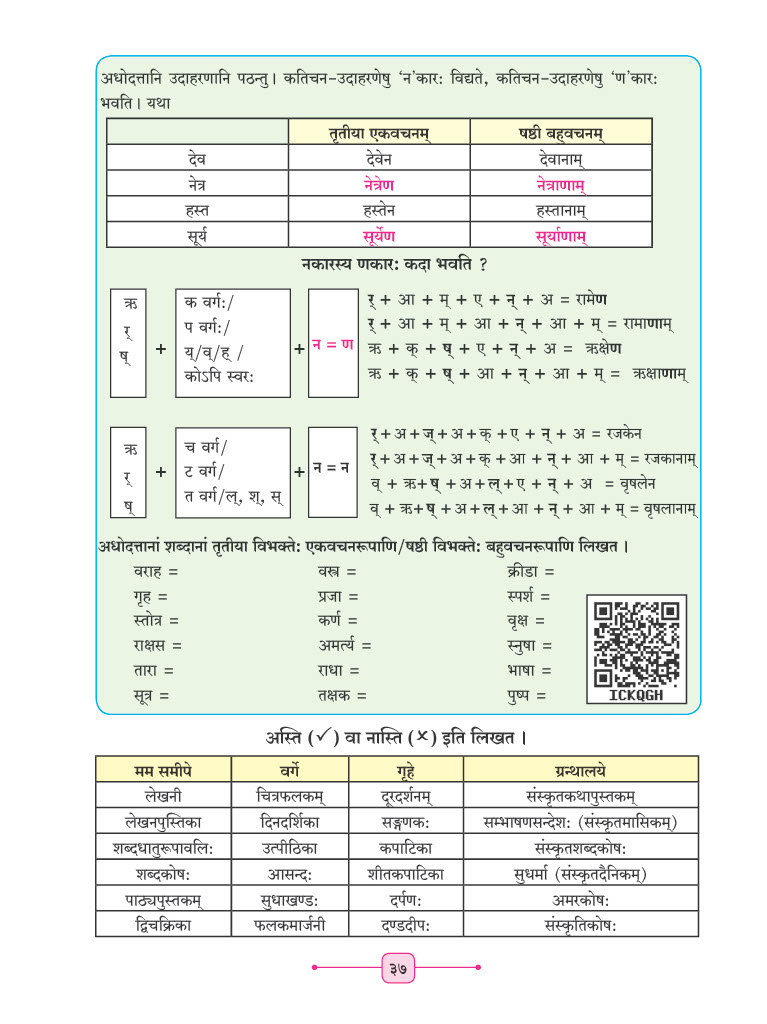 अधोदत्तानि उदाहरणानि पठन्तु। कतिचन-उदाहरणेषु ‘न’कारः विद्यते, कतिचन-उदाहरणेषु ‘ण’कारः
भवति। यथा
तृतीया एकवचनम् षष्ठी बहुवचनम्
देव देवेन देवानाम्
नेत्र नेत्रेण नेत्राणाम्
हस्त हस्तेन हस्तानाम्
सूर्य सूर्येण सूर्याणाम्
नकारस्य णकारः कदा भवति ?
ऋ
र्
ष्
+
क वर्गः/
प वर्गः/
य्/व्/ह् /
कोऽपि स्वरः
+
न = ण
र् + आ + म् + ए + न् + अ = रामेण
र् + आ + म् + आ + न् + आ + म् = रामाणाम्
ऋ + क् + ष् + ए + न् + अ = ऋक्षेण
ऋ + क् + ष् + आ + न् + आ + म् = ऋक्षाणाम्
ऋ
र्
ष्
+
च वर्ग/
ट वर्ग/
त वर्ग/ल्, श्, स्
+
न = न
र्+अ+ज्+अ+क्+ए+ न् + अ = रजकेन
र्+अ+ज्+अ+क्+आ+ न् + आ + म् = रजकानाम्
व् + ऋ+ष् +अ+ल्+ए+ न् + अ = वृषलेन
व् + ऋ+ष् +अ+ल्+आ + न् + आ + म् = वृषलानाम्
अधोदत्तानां शब्दानां तृतीया विभक्तेः एकवचनरूपाणि/षष्ठी विभक्तेः बहुवचनरूपाणि लिखत।
वराह = वस्त्र = क्रीडा =
गृह = प्रजा = स्पर्श =
स्तोत्र = कर्ण = वृक्ष =
राक्षस = अमर्त्य = स्नुषा =
तारा = राधा = भाषा =
सूत्र = तक्षक = पुष्प =
ICKQGH
अस्ति (✓) वा नास्ति (×) इति लिखत।
मम समीपे वर्गे गृहे ग्रन्थालये
लेखनी चित्रफलकम् दूरदर्शनम् संस्कृतकथापुस्तकम्
लेखनपुस्तिका दिनदर्शिका सङ्गणकः सम्भाषणसन्देशः (संस्कृतमासिकम्)
शब्दधातुरूपावलिः उत्पीठिका कपाटिका संस्कृतशब्दकोषः
शब्दकोषः आसन्दः शीतकपाटिका सुधर्मा (संस्कृतदैनिकम्)
पाठ्यपुस्तकम् सुधाखण्डः दर्पणः अमरकोषः
द्विचक्रिका फलकमार्जनी दण्डदीपः संस्कृतिकोषः
३७